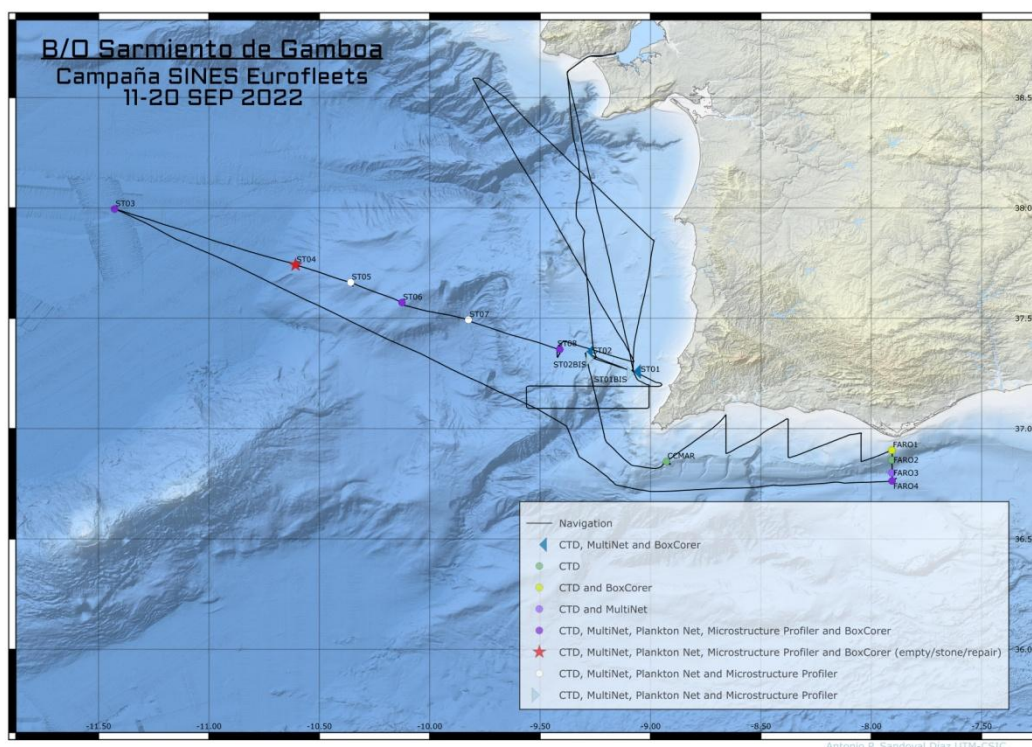 B/O Sarmiento de Gamboa
Campaña SINES Eurofleets
11-20 SEP 2022
38.5
ST03
38.0
ST04
ST05
ST06
ST07
37.5
ST08
ST02
ST02BIS
ST01
ST01BIS
37.0
CCMAR
FARO1
FARO2
FARO3
FARO4
Navigation
CTD, MultiNet and BoxCorer
CTD
CTD and BoxCorer
CTD and MultiNet
CTD, MultiNet, Plankton Net, Microstructure Profiler and BoxCorer
CTD, MultiNet, Plankton Net, Microstructure Profiler and BoxCorer (empty/stone/repair)
CTD, MultiNet, Plankton Net and Microstructure Profiler
CTD, MultiNet, Plankton Net and Microstructure Profiler
36.5
36.0
-11.50 -11.00 -10.50 -10.00 -9.50 -9.00 -8.50 -8.00 -7.50
Antonio R. Sandoval Díaz UTM-CSIC